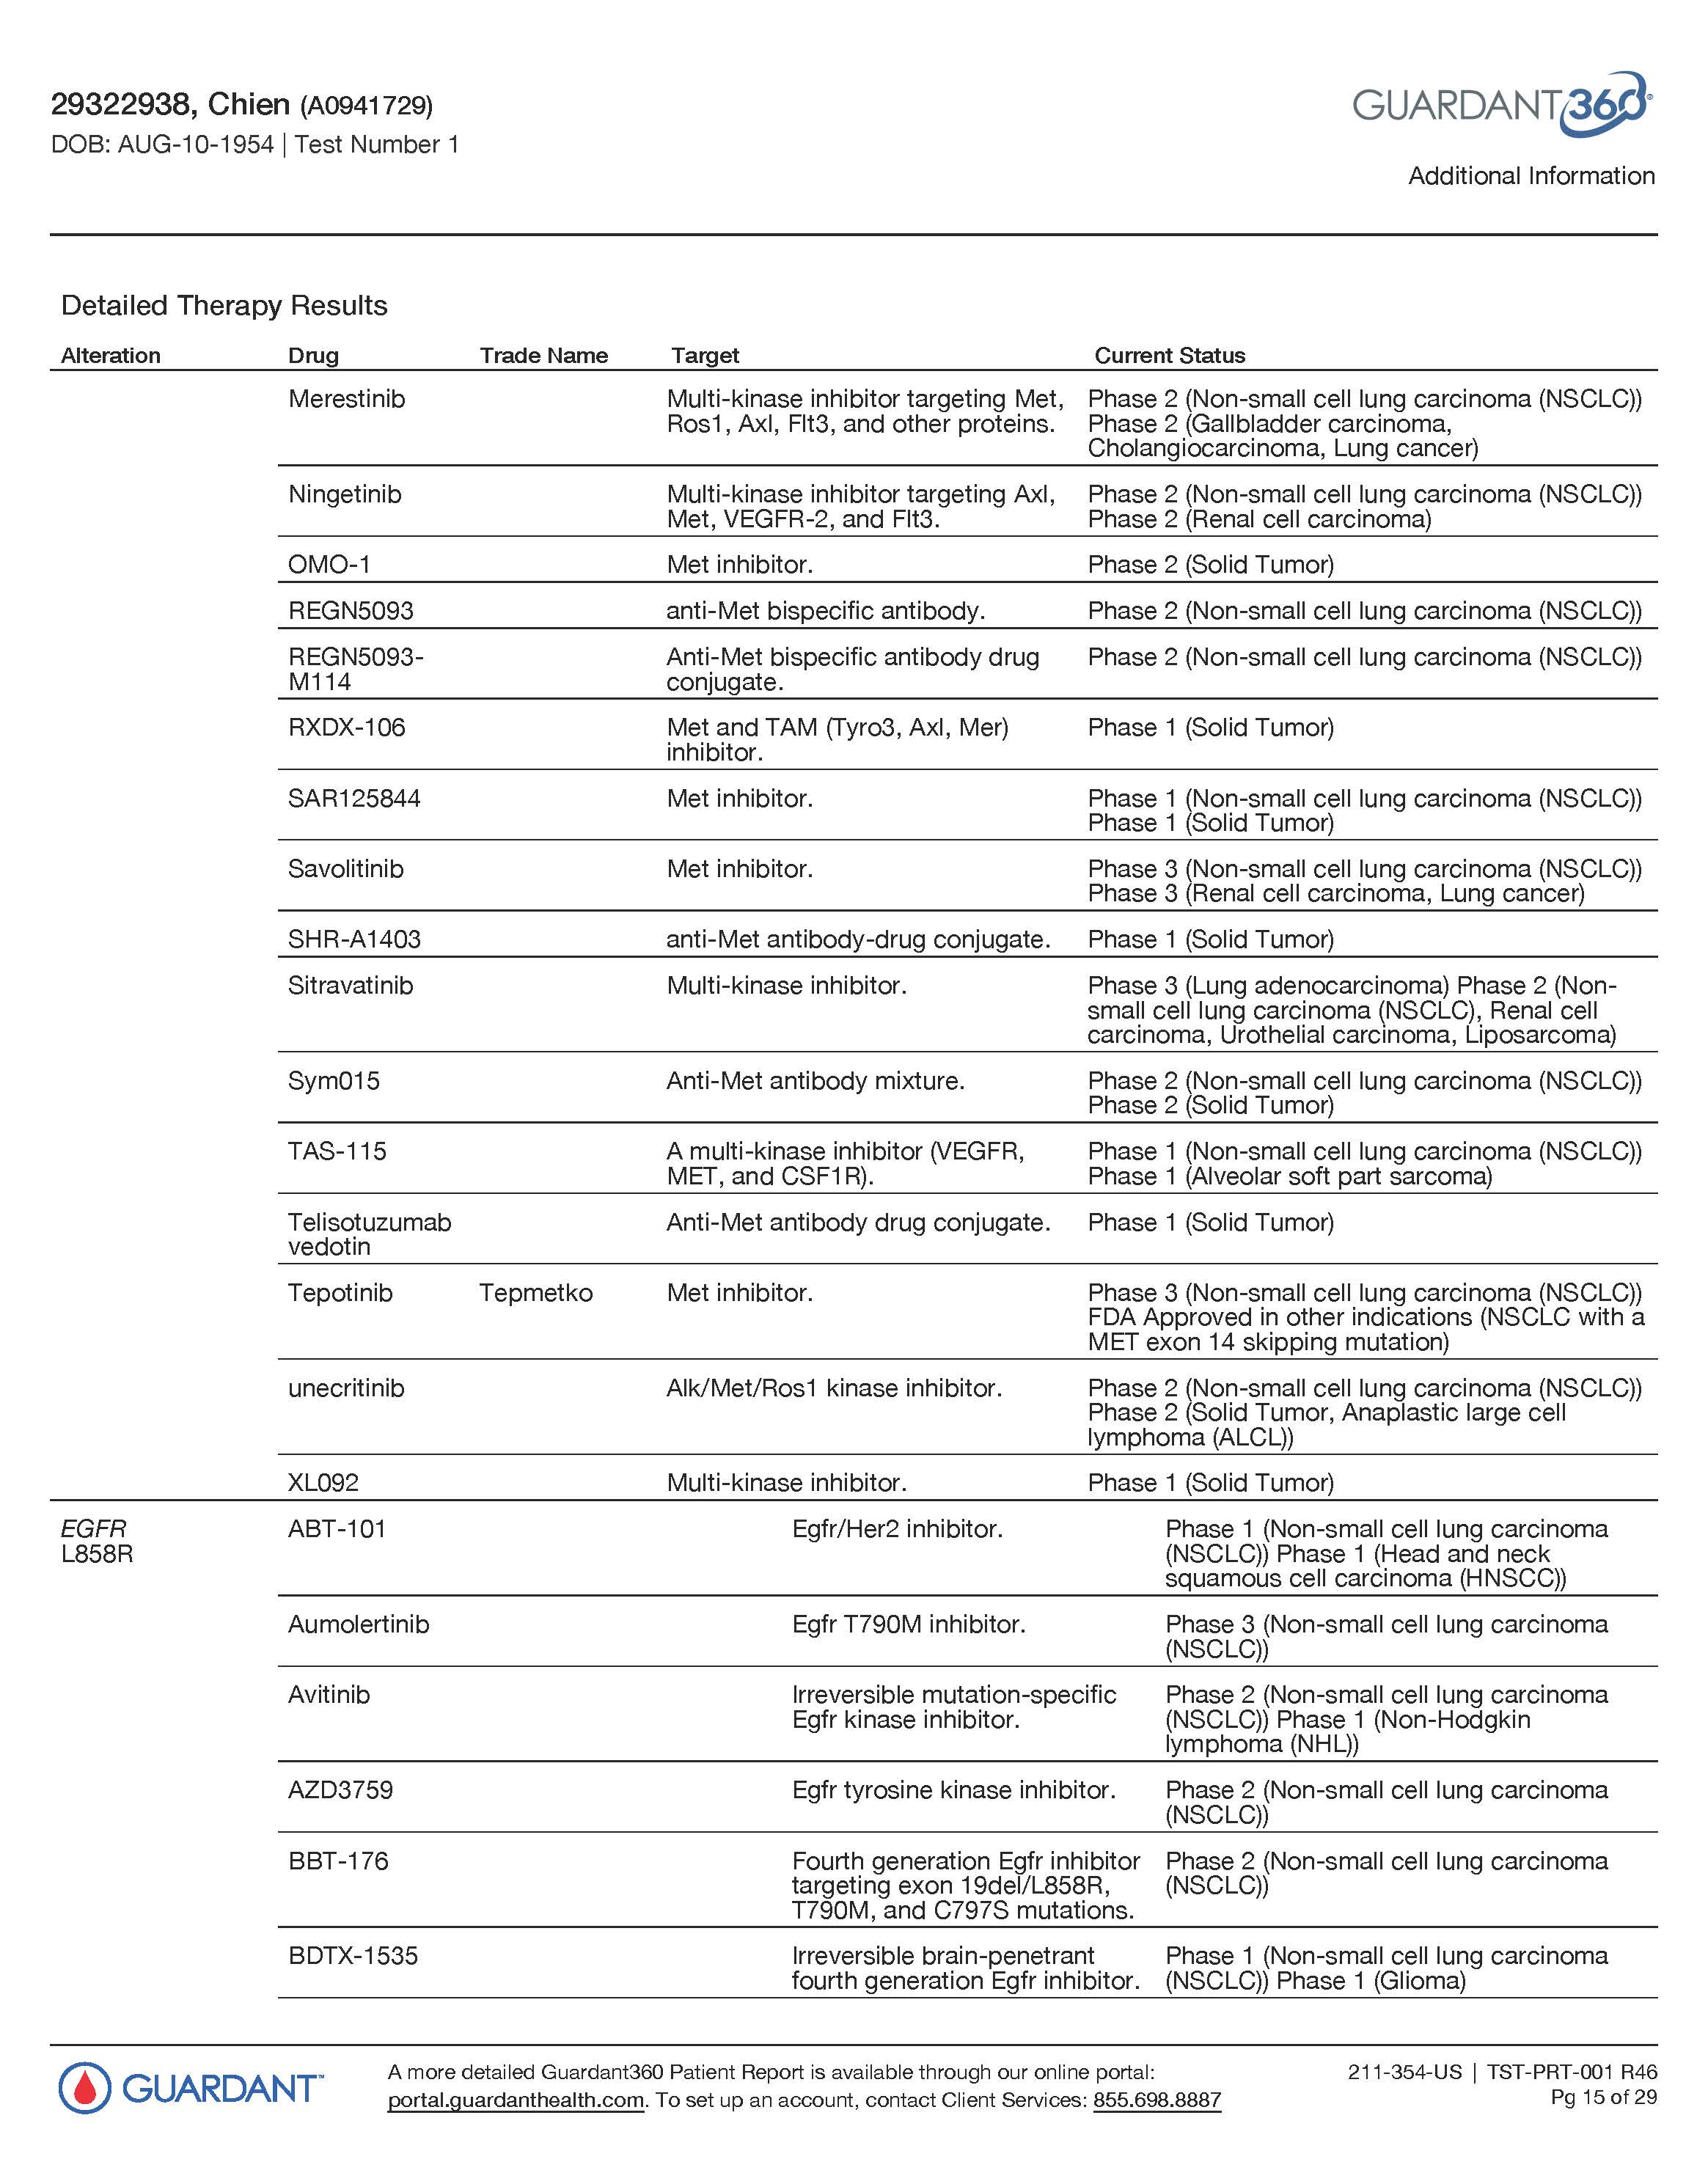 29322938, Chien (A0941729)
DOB: AUG-10-1954 | Test Number 1
GUARDANT360®
Additional Information
Detailed Therapy Results
Alteration Drug Trade Name Target Current Status
Merestinib Multi-kinase inhibitor targeting Met, Phase 2 (Non-small cell lung carcinoma (NSCLC))
Ros1, Axl, Flt3, and other proteins. Phase 2 (Gallbladder carcinoma,
Cholangiocarcinoma, Lung cancer)
Ningetinib Multi-kinase inhibitor targeting Axl, Phase 2 (Non-small cell lung carcinoma (NSCLC))
Met, VEGFR-2, and Flt3. Phase 2 (Renal cell carcinoma)
OMO-1 Met inhibitor. Phase 2 (Solid Tumor)
REGN5093 anti-Met bispecific antibody. Phase 2 (Non-small cell lung carcinoma (NSCLC))
REGN5093- Anti-Met bispecific antibody drug Phase 2 (Non-small cell lung carcinoma (NSCLC))
M114 conjugate.
RXDX-106 Met and TAM (Tyro3, Axl, Mer) Phase 1 (Solid Tumor)
inhibitor.
SAR125844 Met inhibitor. Phase 1 (Non-small cell lung carcinoma (NSCLC))
Phase 1 (Solid Tumor)
Savolitinib Met inhibitor. Phase 3 (Non-small cell lung carcinoma (NSCLC))
Phase 3 (Renal cell carcinoma, Lung cancer)
SHR-A1403 anti-Met antibody-drug conjugate. Phase 1 (Solid Tumor)
Sitravatinib Multi-kinase inhibitor. Phase 3 (Lung adenocarcinoma) Phase 2 (Non-
small cell lung carcinoma (NSCLC), Renal cell
carcinoma, Urothelial carcinoma, Liposarcoma)
Sym015 Anti-Met antibody mixture. Phase 2 (Non-small cell lung carcinoma (NSCLC))
Phase 2 (Solid Tumor)
TAS-115 A multi-kinase inhibitor (VEGFR, Phase 1 (Non-small cell lung carcinoma (NSCLC))
MET, and CSF1R). Phase 1 (Alveolar soft part sarcoma)
Telisotuzumab Anti-Met antibody drug conjugate. Phase 1 (Solid Tumor)
vedotin
Tepotinib Tepmetko Met inhibitor. Phase 3 (Non-small cell lung carcinoma (NSCLC))
FDA Approved in other indications (NSCLC with a
MET exon 14 skipping mutation)
unecritinib Alk/Met/Ros1 kinase inhibitor. Phase 2 (Non-small cell lung carcinoma (NSCLC))
Phase 2 (Solid Tumor, Anaplastic large cell
lymphoma (ALCL))
XL092 Multi-kinase inhibitor. Phase 1 (Solid Tumor)
EGFR ABT-101 Egfr/Her2 inhibitor. Phase 1 (Non-small cell lung carcinoma
L858R (NSCLC)) Phase 1 (Head and neck
squamous cell carcinoma (HNSCC))
Aumolertinib Egfr T790M inhibitor. Phase 3 (Non-small cell lung carcinoma
(NSCLC))
Avitinib Irreversible mutation-specific Phase 2 (Non-small cell lung carcinoma
Egfr kinase inhibitor. (NSCLC)) Phase 1 (Non-Hodgkin
lymphoma (NHL))
AZD3759 Egfr tyrosine kinase inhibitor. Phase 2 (Non-small cell lung carcinoma
(NSCLC))
BBT-176 Fourth generation Egfr inhibitor Phase 2 (Non-small cell lung carcinoma
targeting exon 19del/L858R, (NSCLC))
T790M, and C797S mutations.
BDTX-1535 Irreversible brain-penetrant Phase 1 (Non-small cell lung carcinoma
fourth generation Egfr inhibitor. (NSCLC)) Phase 1 (Glioma)
GUARDANT™
A more detailed Guardant360 Patient Report is available through our online portal:
portal.guardanthealth.com. To set up an account, contact Client Services: 855.698.8887
211-354-US | TST-PRT-001 R46
Pg 15 of 29